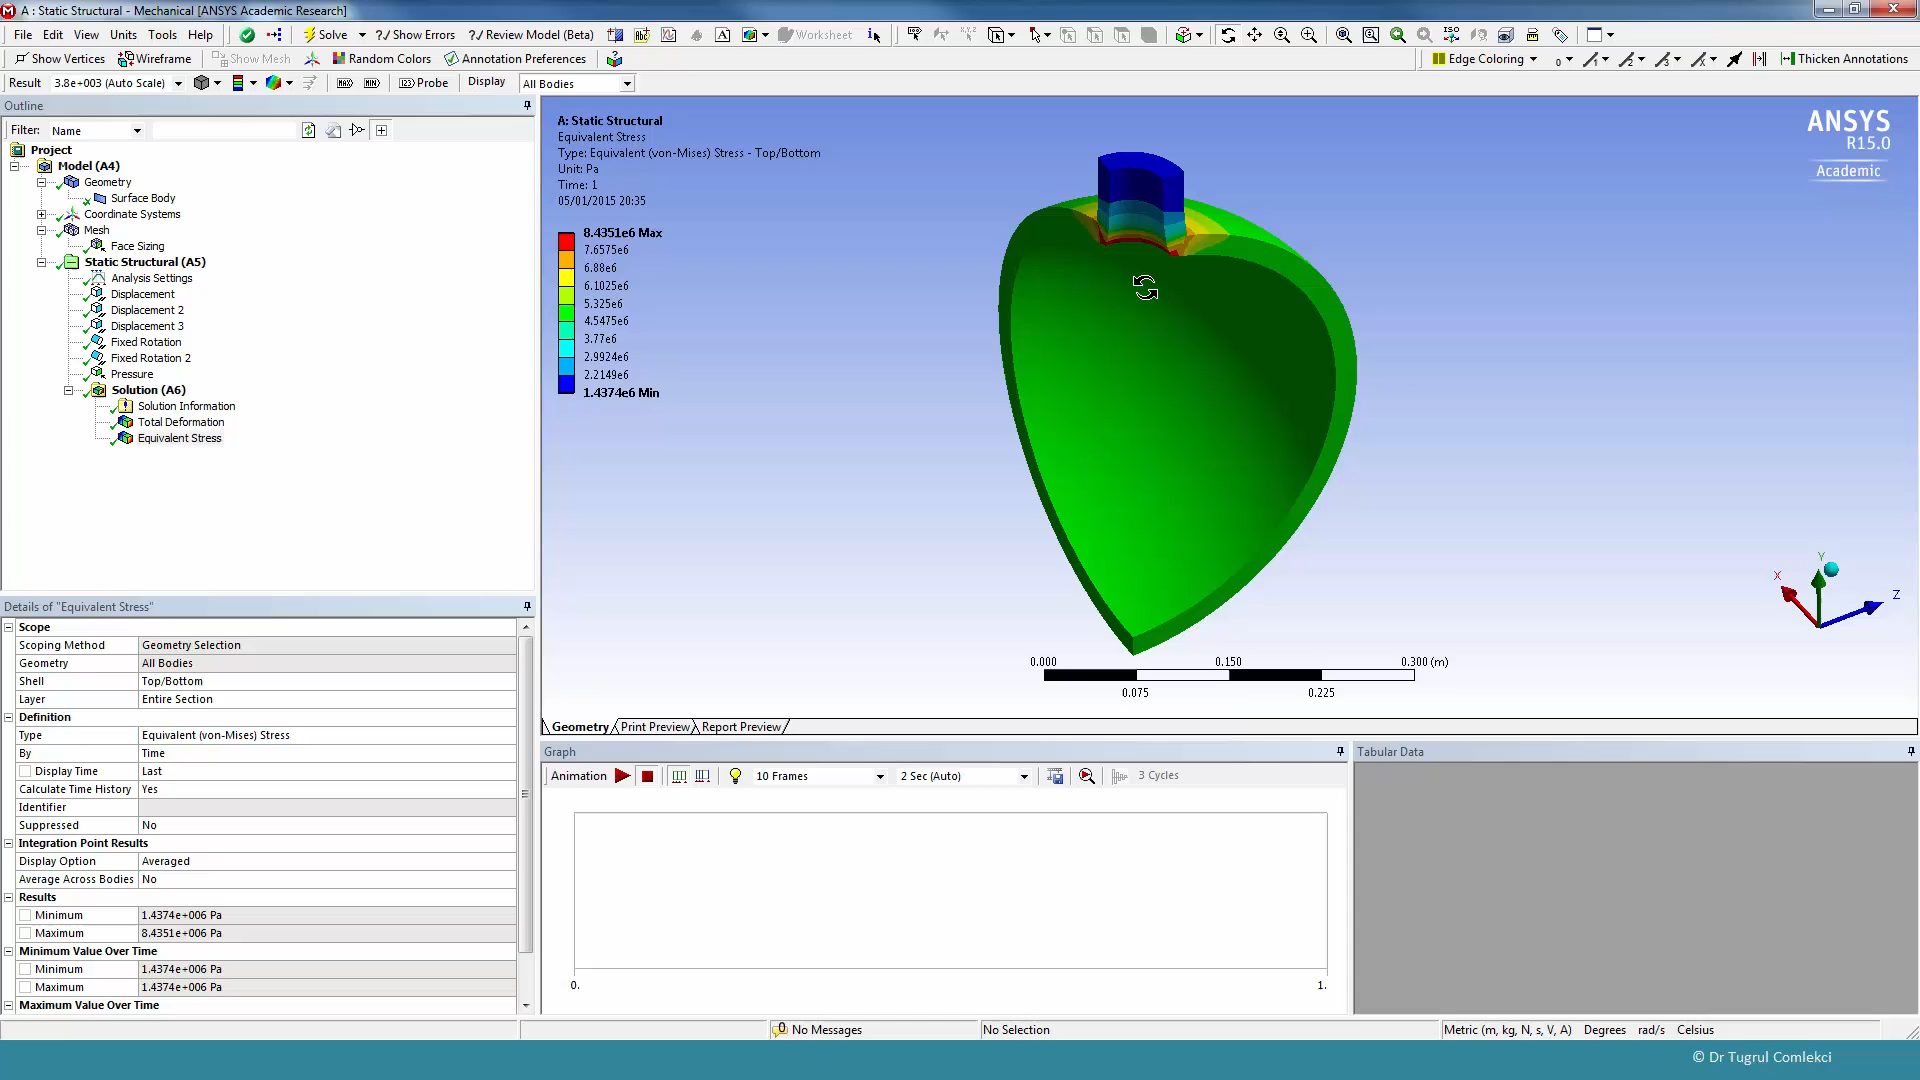 A : Static Structural - Mechanical [ANSYS Academic Research]
File Edit View Units Tools Help Solve ?/ Show Errors ?/ Review Model (Beta) Worksheet
Show Vertices Wireframe Show Mesh Random Colors Annotation Preferences Edge Coloring Thicken Annotations
Result 3.8e+003 (Auto Scale) MAX MIN Probe Display All Bodies
Outline
Filter: Name
Project
Model (A4)
Geometry
Surface Body
Coordinate Systems
Mesh
Face Sizing
Static Structural (A5)
Analysis Settings
Displacement
Displacement 2
Displacement 3
Fixed Rotation
Fixed Rotation 2
Pressure
Solution (A6)
Solution Information
Total Deformation
Equivalent Stress
Details of "Equivalent Stress"
Scope
Scoping Method Geometry Selection
Geometry All Bodies
Shell Top/Bottom
Layer Entire Section
Definition
Type Equivalent (von-Mises) Stress
By Time
Display Time Last
Calculate Time History Yes
Identifier
Suppressed No
Integration Point Results
Display Option Averaged
Average Across Bodies No
Results
Minimum 1.4374e+006 Pa
Maximum 8.4351e+006 Pa
Minimum Value Over Time
Minimum 1.4374e+006 Pa
Maximum 1.4374e+006 Pa
Maximum Value Over Time
A: Static Structural
Equivalent Stress
Type: Equivalent (von-Mises) Stress - Top/Bottom
Unit: Pa
Time: 1
05/01/2015 20:35
8.4351e6 Max
7.6575e6
6.88e6
6.1025e6
5.325e6
4.5475e6
3.77e6
2.9924e6
2.2149e6
1.4374e6 Min
ANSYS
R15.0
Academic
Y
X
Z
0.000 0.150 0.300 (m)
0.075 0.225
Geometry Print Preview Report Preview
Graph
Animation 10 Frames 2 Sec (Auto) 3 Cycles
0. 1.
Tabular Data
No Messages No Selection Metric (m, kg, N, s, V, A) Degrees rad/s Celsius
© Dr Tugrul Comlekci